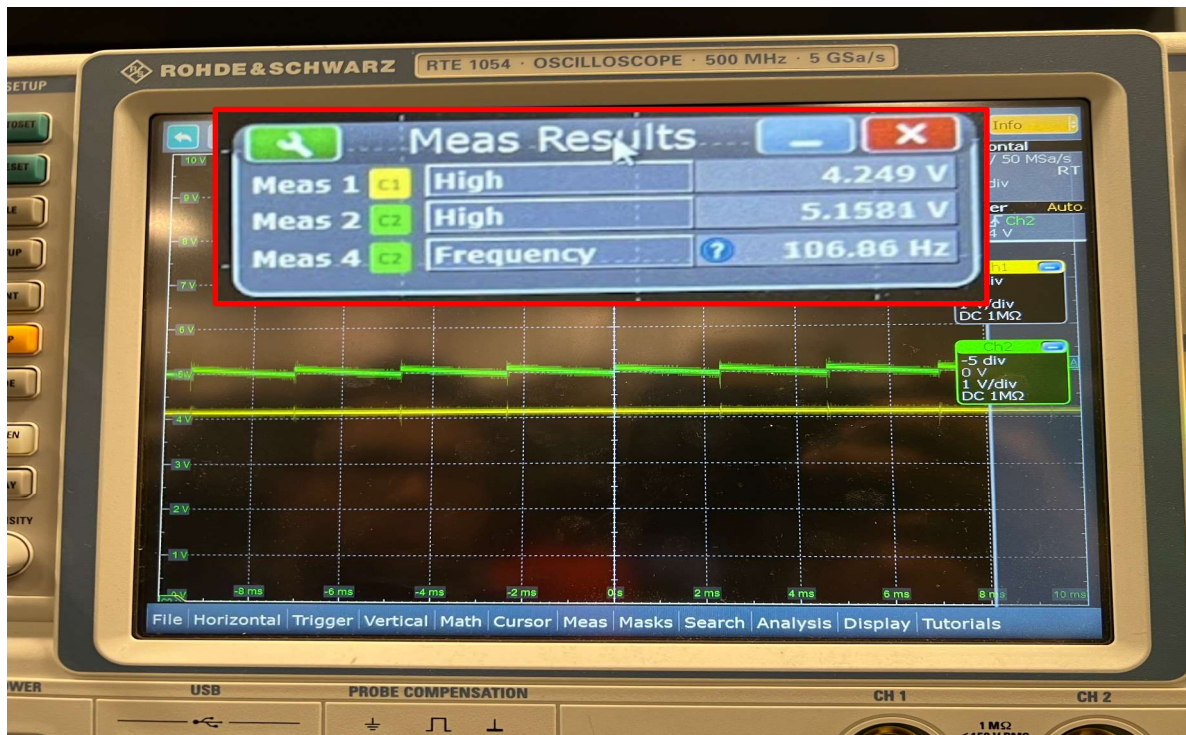 SETUP
ROHDE&SCHWARZ RTE 1054 · OSCILLOSCOPE · 500 MHz · 5 GSa/s
Meas Results
Meas 1 C1 High 4.249 V
Meas 2 C2 High 5.1581 V
Meas 4 C2 Frequency ? 106.86 Hz
Info
/ 50 MSa/s
RT
Auto
Ch2
10 V
9 V
8 V
7 V
6 V
4 V
3 V
2 V
1 V
DC 1MΩ
Ch2
-5 div
0 V
1 V/div
DC 1MΩ
-8 ms -6 ms -4 ms -2 ms 0 s 2 ms 4 ms 6 ms 10 ms
File Horizontal Trigger Vertical Math Cursor Meas Masks Search Analysis Display Tutorials
USB
PROBE COMPENSATION
CH 1
CH 2
1 MΩ